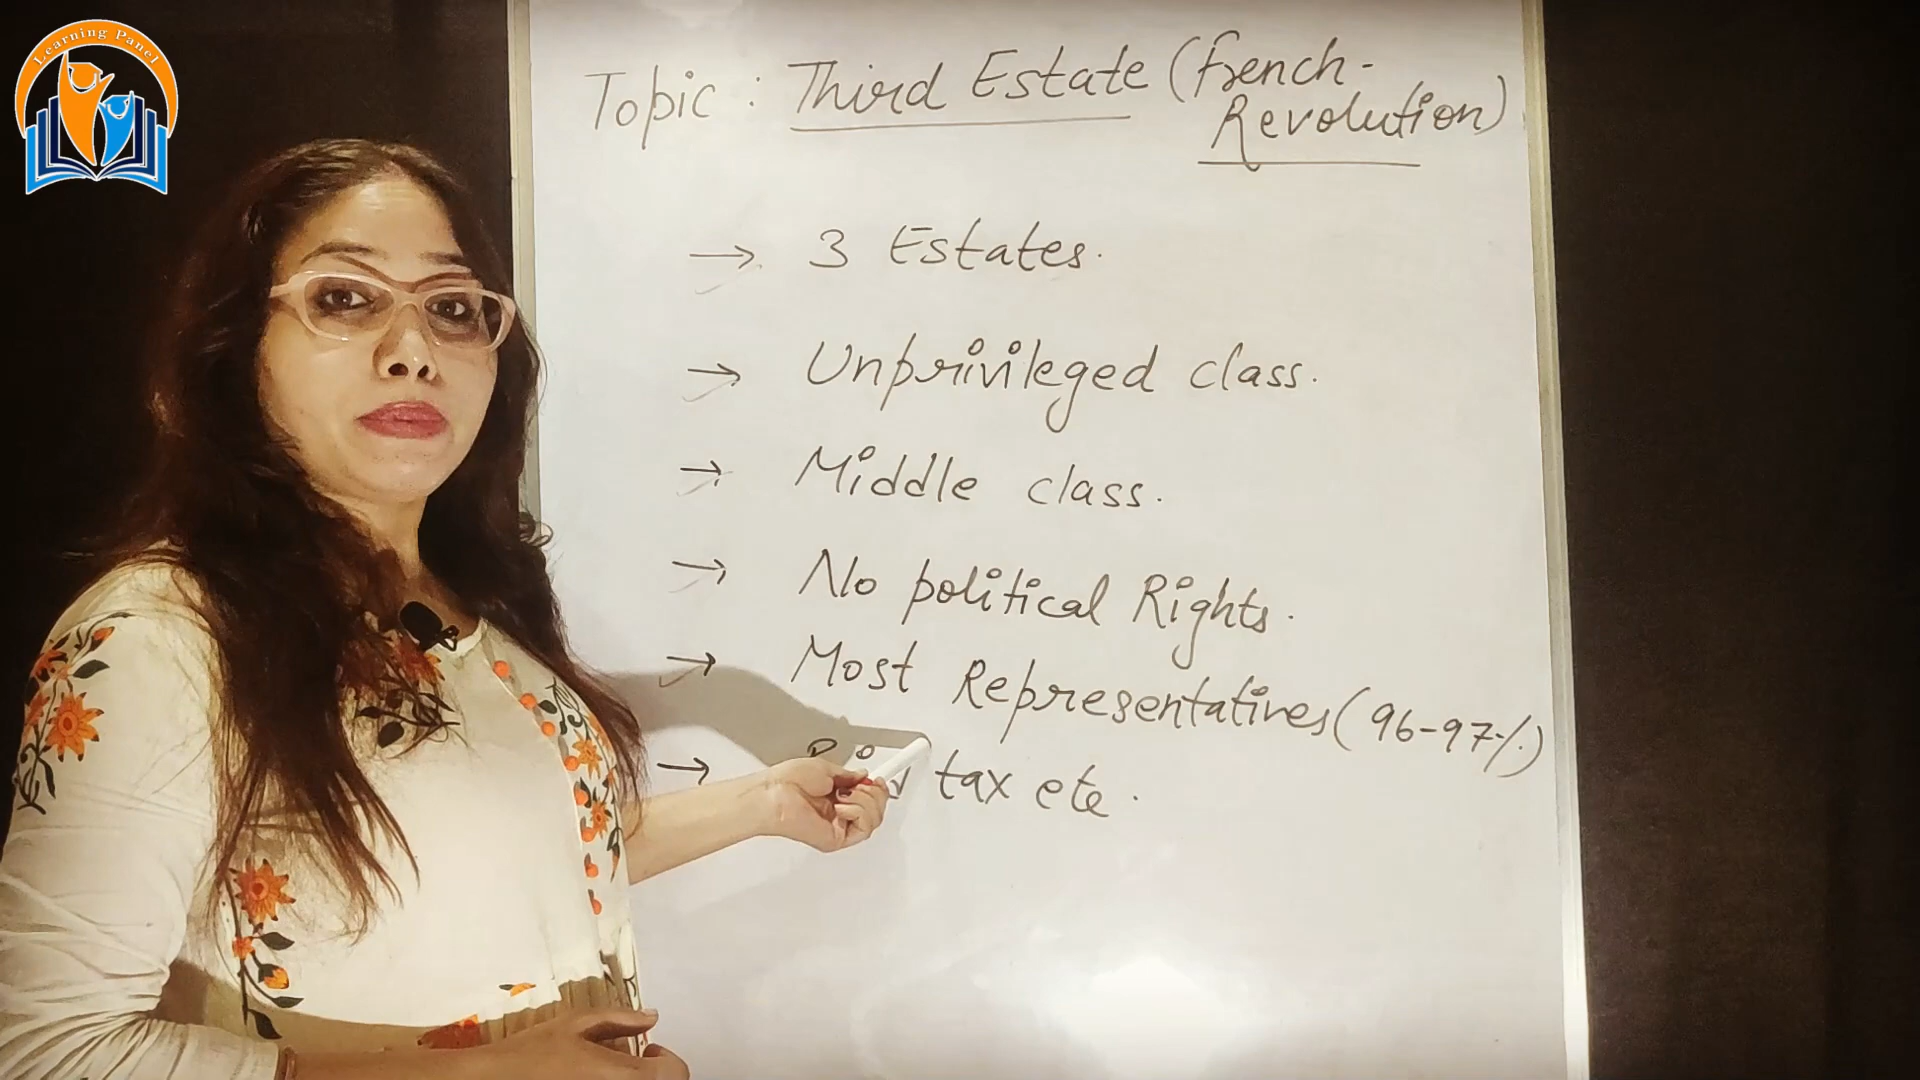 Learning Panel
Topic : Third Estate (French-
Revolution)
→ 3 Estates.
→ Unprivileged class.
→ Middle class.
→ No political Rights.
→ Most Representatives (96-97%)
→ tax etc.